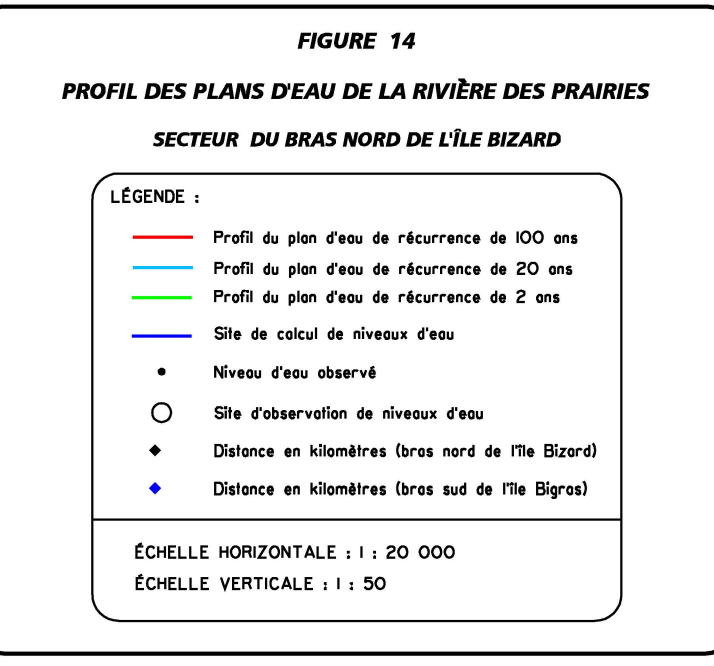 FIGURE 14
PROFIL DES PLANS D'EAU DE LA RIVIÈRE DES PRAIRIES
SECTEUR DU BRAS NORD DE L'ÎLE BIZARD
LÉGENDE :
Profil du plan d'eau de récurrence de 100 ans
Profil du plan d'eau de récurrence de 20 ans
Profil du plan d'eau de récurrence de 2 ans
Site de calcul de niveaux d'eau
Niveau d'eau observé
Site d'observation de niveaux d'eau
Distance en kilomètres (bras nord de l'île Bizard)
Distance en kilomètres (bras sud de l'île Bigras)
ÉCHELLE HORIZONTALE : 1 : 20 000
ÉCHELLE VERTICALE : 1 : 50